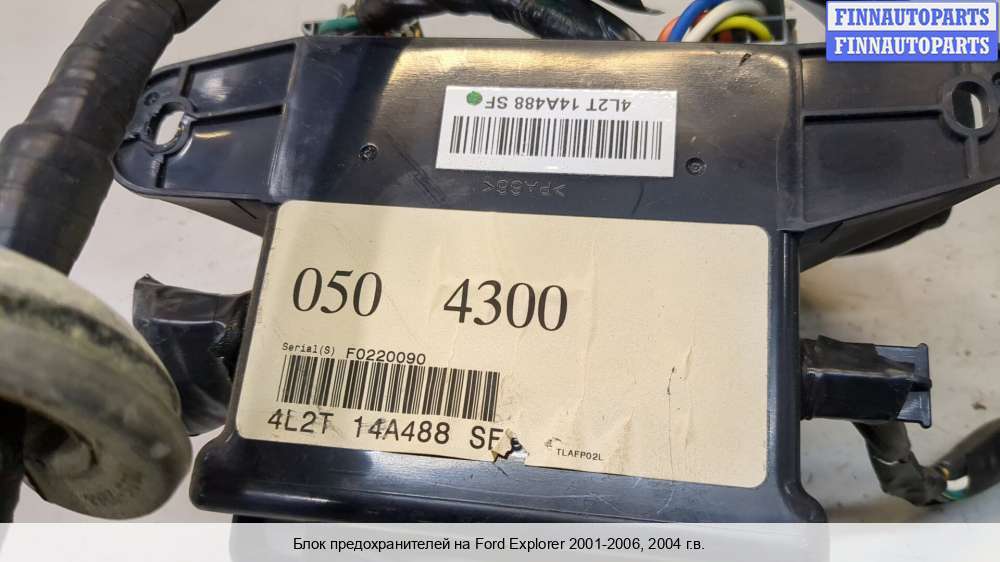 FINNAUTOPARTS
FINNAUTOPARTS
4L2T 14A488 SF
>PA66<
050 4300
Serial(S) F0220090
4L2T 14A488 SF
TLAFP02L
Блок предохранителей на Ford Explorer 2001-2006, 2004 г.в.